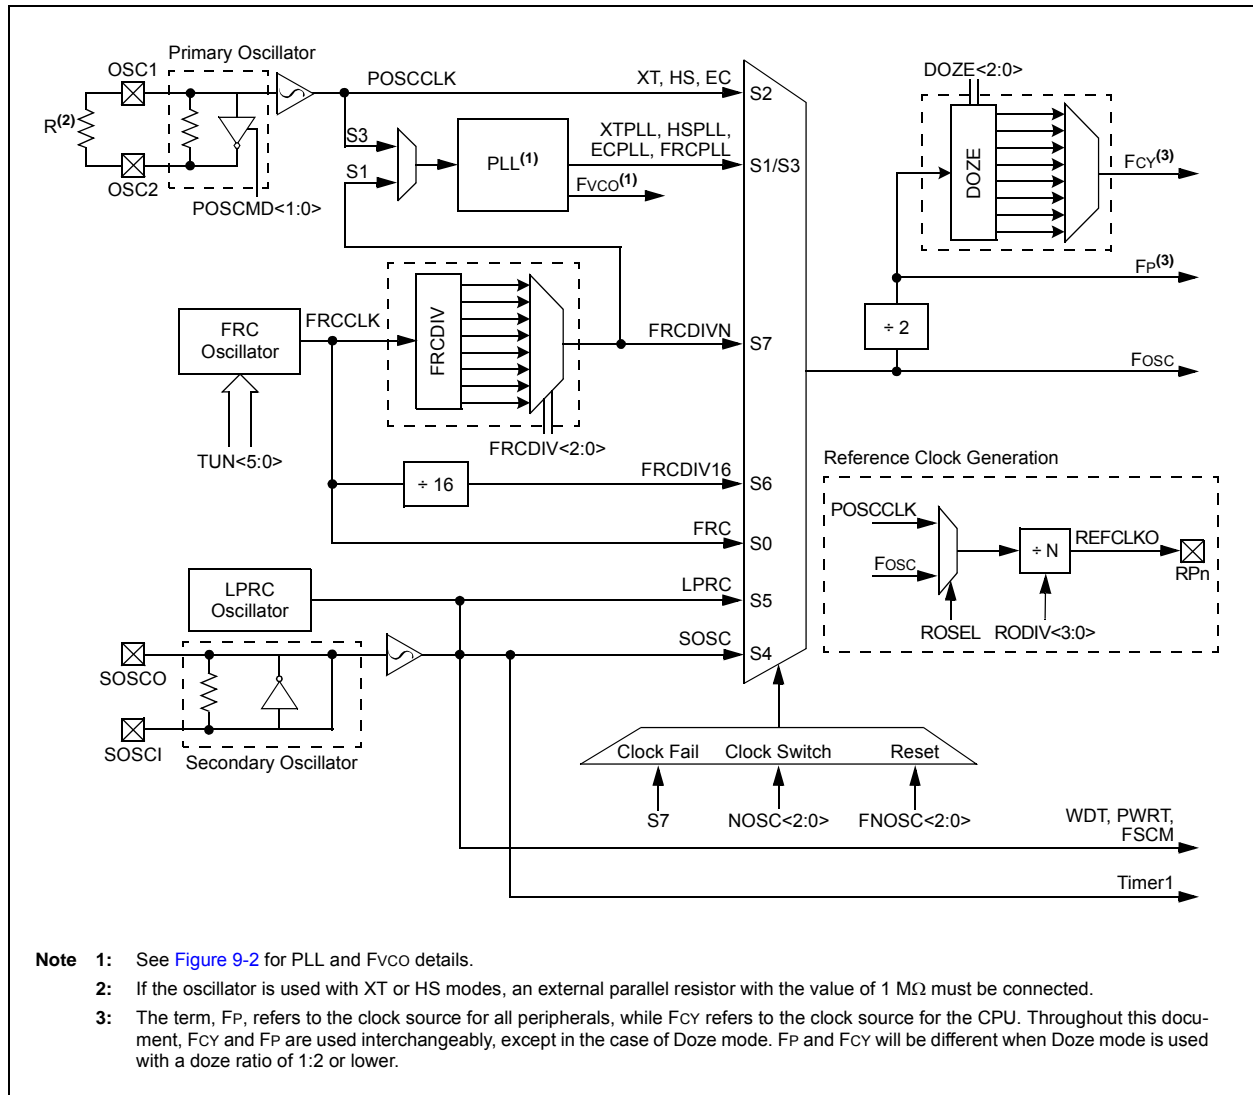 Primary Oscillator
OSC1
R(2)
OSC2
POSCMD<1:0>
POSCCLK
XT, HS, EC
S2
S3
S1
PLL(1)
XTPLL, HSPLL,
ECPLL, FRCPLL
S1/S3
FVCO(1)
DOZE<2:0>
DOZE
FCY(3)
FP(3)
÷ 2
FOSC
FRC
Oscillator
TUN<5:0>
FRCCLK
FRCDIV
FRCDIV<2:0>
FRCDIVN
S7
÷ 16
FRCDIV16
S6
FRC
S0
Reference Clock Generation
POSCCLK
FOSC
ROSEL
÷ N
RODIV<3:0>
REFCLKO
RPn
LPRC
Oscillator
LPRC
S5
SOSCO
SOSCI
Secondary Oscillator
SOSC
S4
Clock Fail
Clock Switch
Reset
S7
NOSC<2:0>
FNOSC<2:0>
WDT, PWRT,
FSCM
Timer1
Note 1: See Figure 9-2 for PLL and FVCO details.
2: If the oscillator is used with XT or HS modes, an external parallel resistor with the value of 1 MΩ must be connected.
3: The term, FP, refers to the clock source for all peripherals, while FCY refers to the clock source for the CPU. Throughout this docu-
ment, FCY and FP are used interchangeably, except in the case of Doze mode. FP and FCY will be different when Doze mode is used
with a doze ratio of 1:2 or lower.